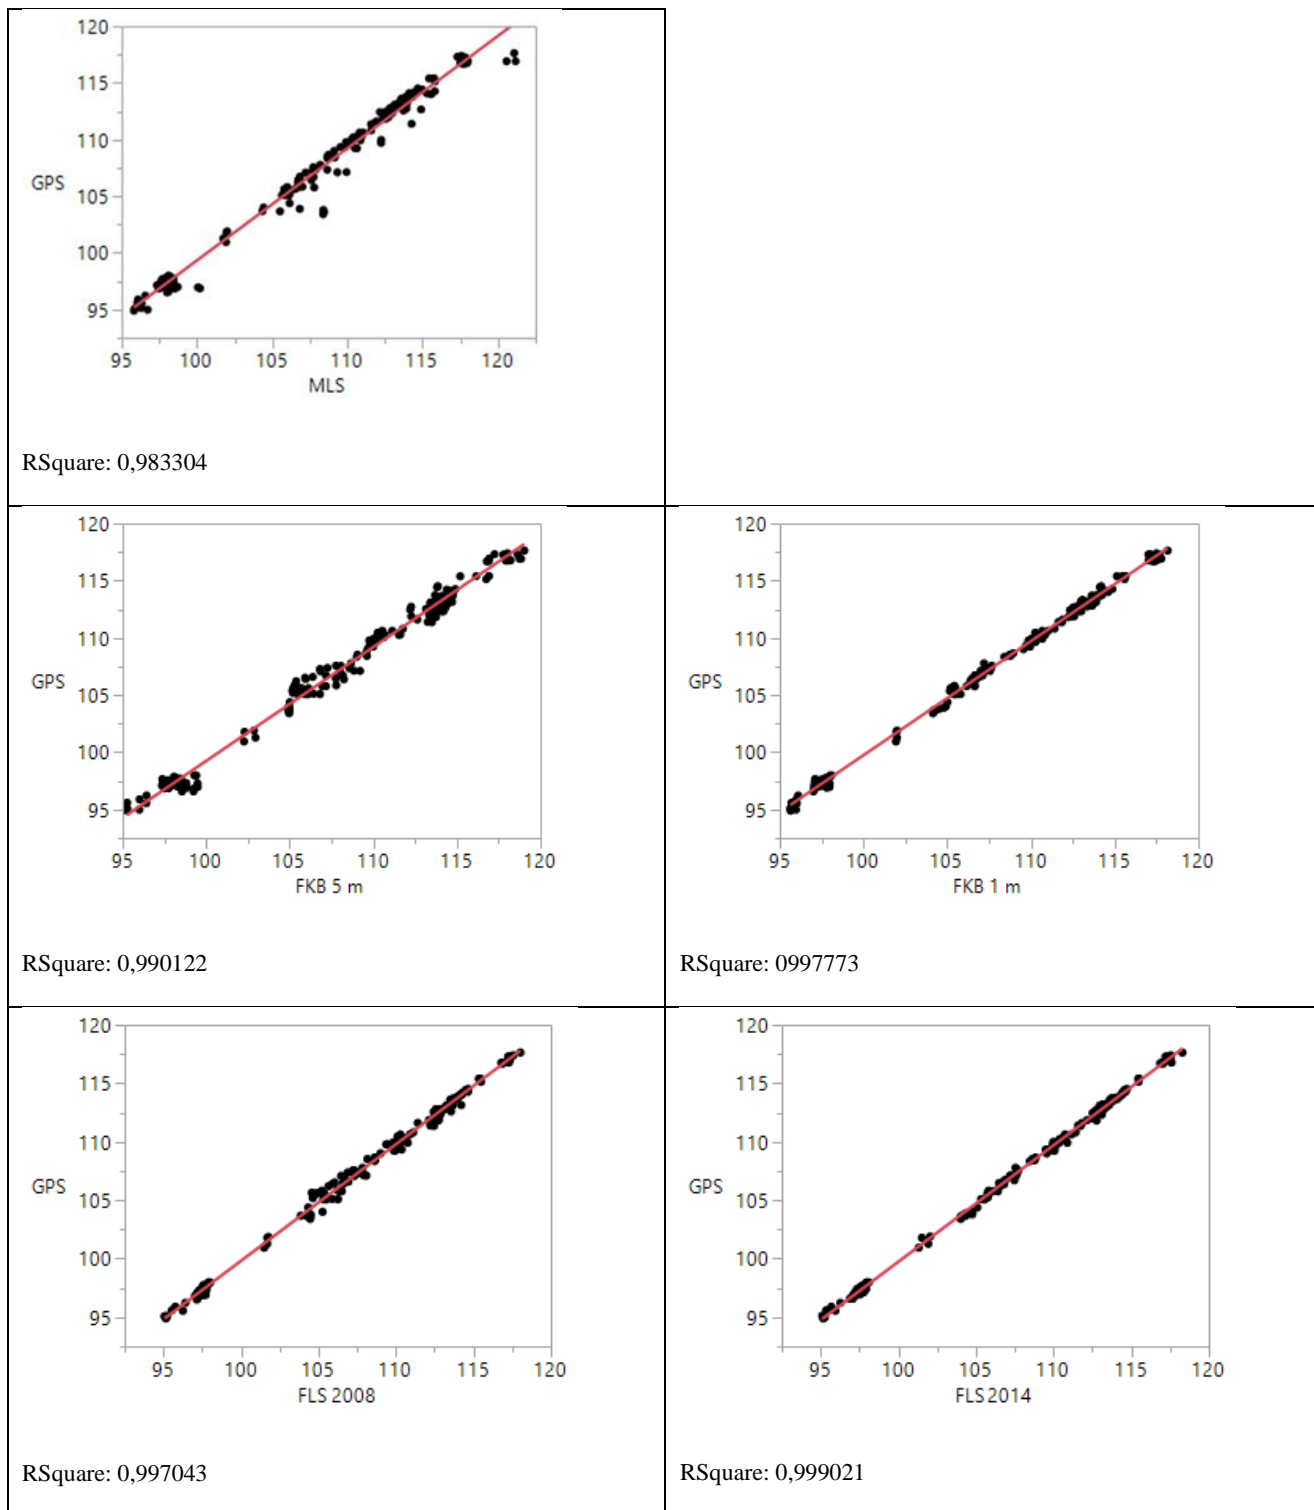 120
115
110
GPS
105
100
95
95 100 105 110 115 120
MLS
RSquare: 0,983304
120
115
110
GPS
105
100
95
95 100 105 110 115 120
FKB 5 m
RSquare: 0,990122
120
115
110
GPS
105
100
95
95 100 105 110 115 120
FKB 1 m
RSquare: 0997773
120
115
110
GPS
105
100
95
95 100 105 110 115 120
FLS 2008
RSquare: 0,997043
120
115
110
GPS
105
100
95
95 100 105 110 115 120
FLS 2014
RSquare: 0,999021